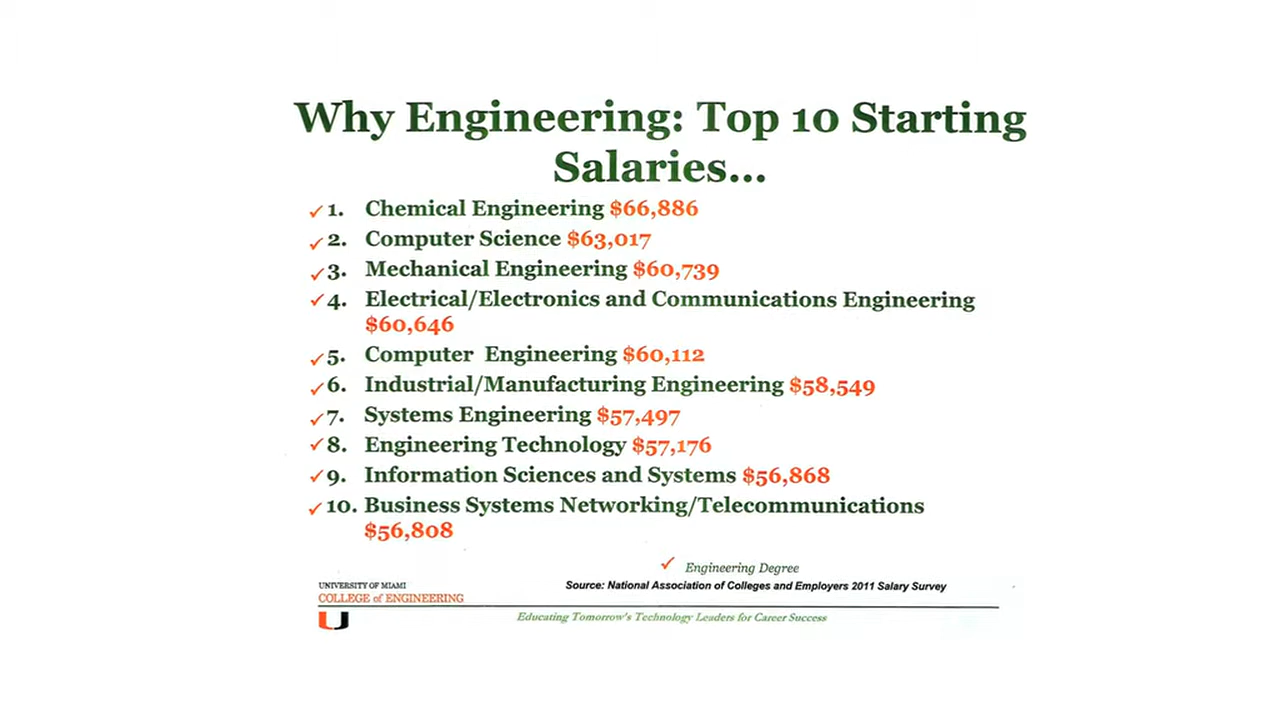 Why Engineering: Top 10 Starting
Salaries...
✓ 1. Chemical Engineering $66,886
✓ 2. Computer Science $63,017
✓ 3. Mechanical Engineering $60,739
✓ 4. Electrical/Electronics and Communications Engineering
$60,646
✓ 5. Computer Engineering $60,112
✓ 6. Industrial/Manufacturing Engineering $58,549
✓ 7. Systems Engineering $57,497
✓ 8. Engineering Technology $57,176
✓ 9. Information Sciences and Systems $56,868
✓ 10. Business Systems Networking/Telecommunications
$56,808
✓ Engineering Degree
UNIVERSITY OF MIAMI
Source: National Association of Colleges and Employers 2011 Salary Survey
COLLEGE of ENGINEERING
U
Educating Tomorrow's Technology Leaders for Career Success